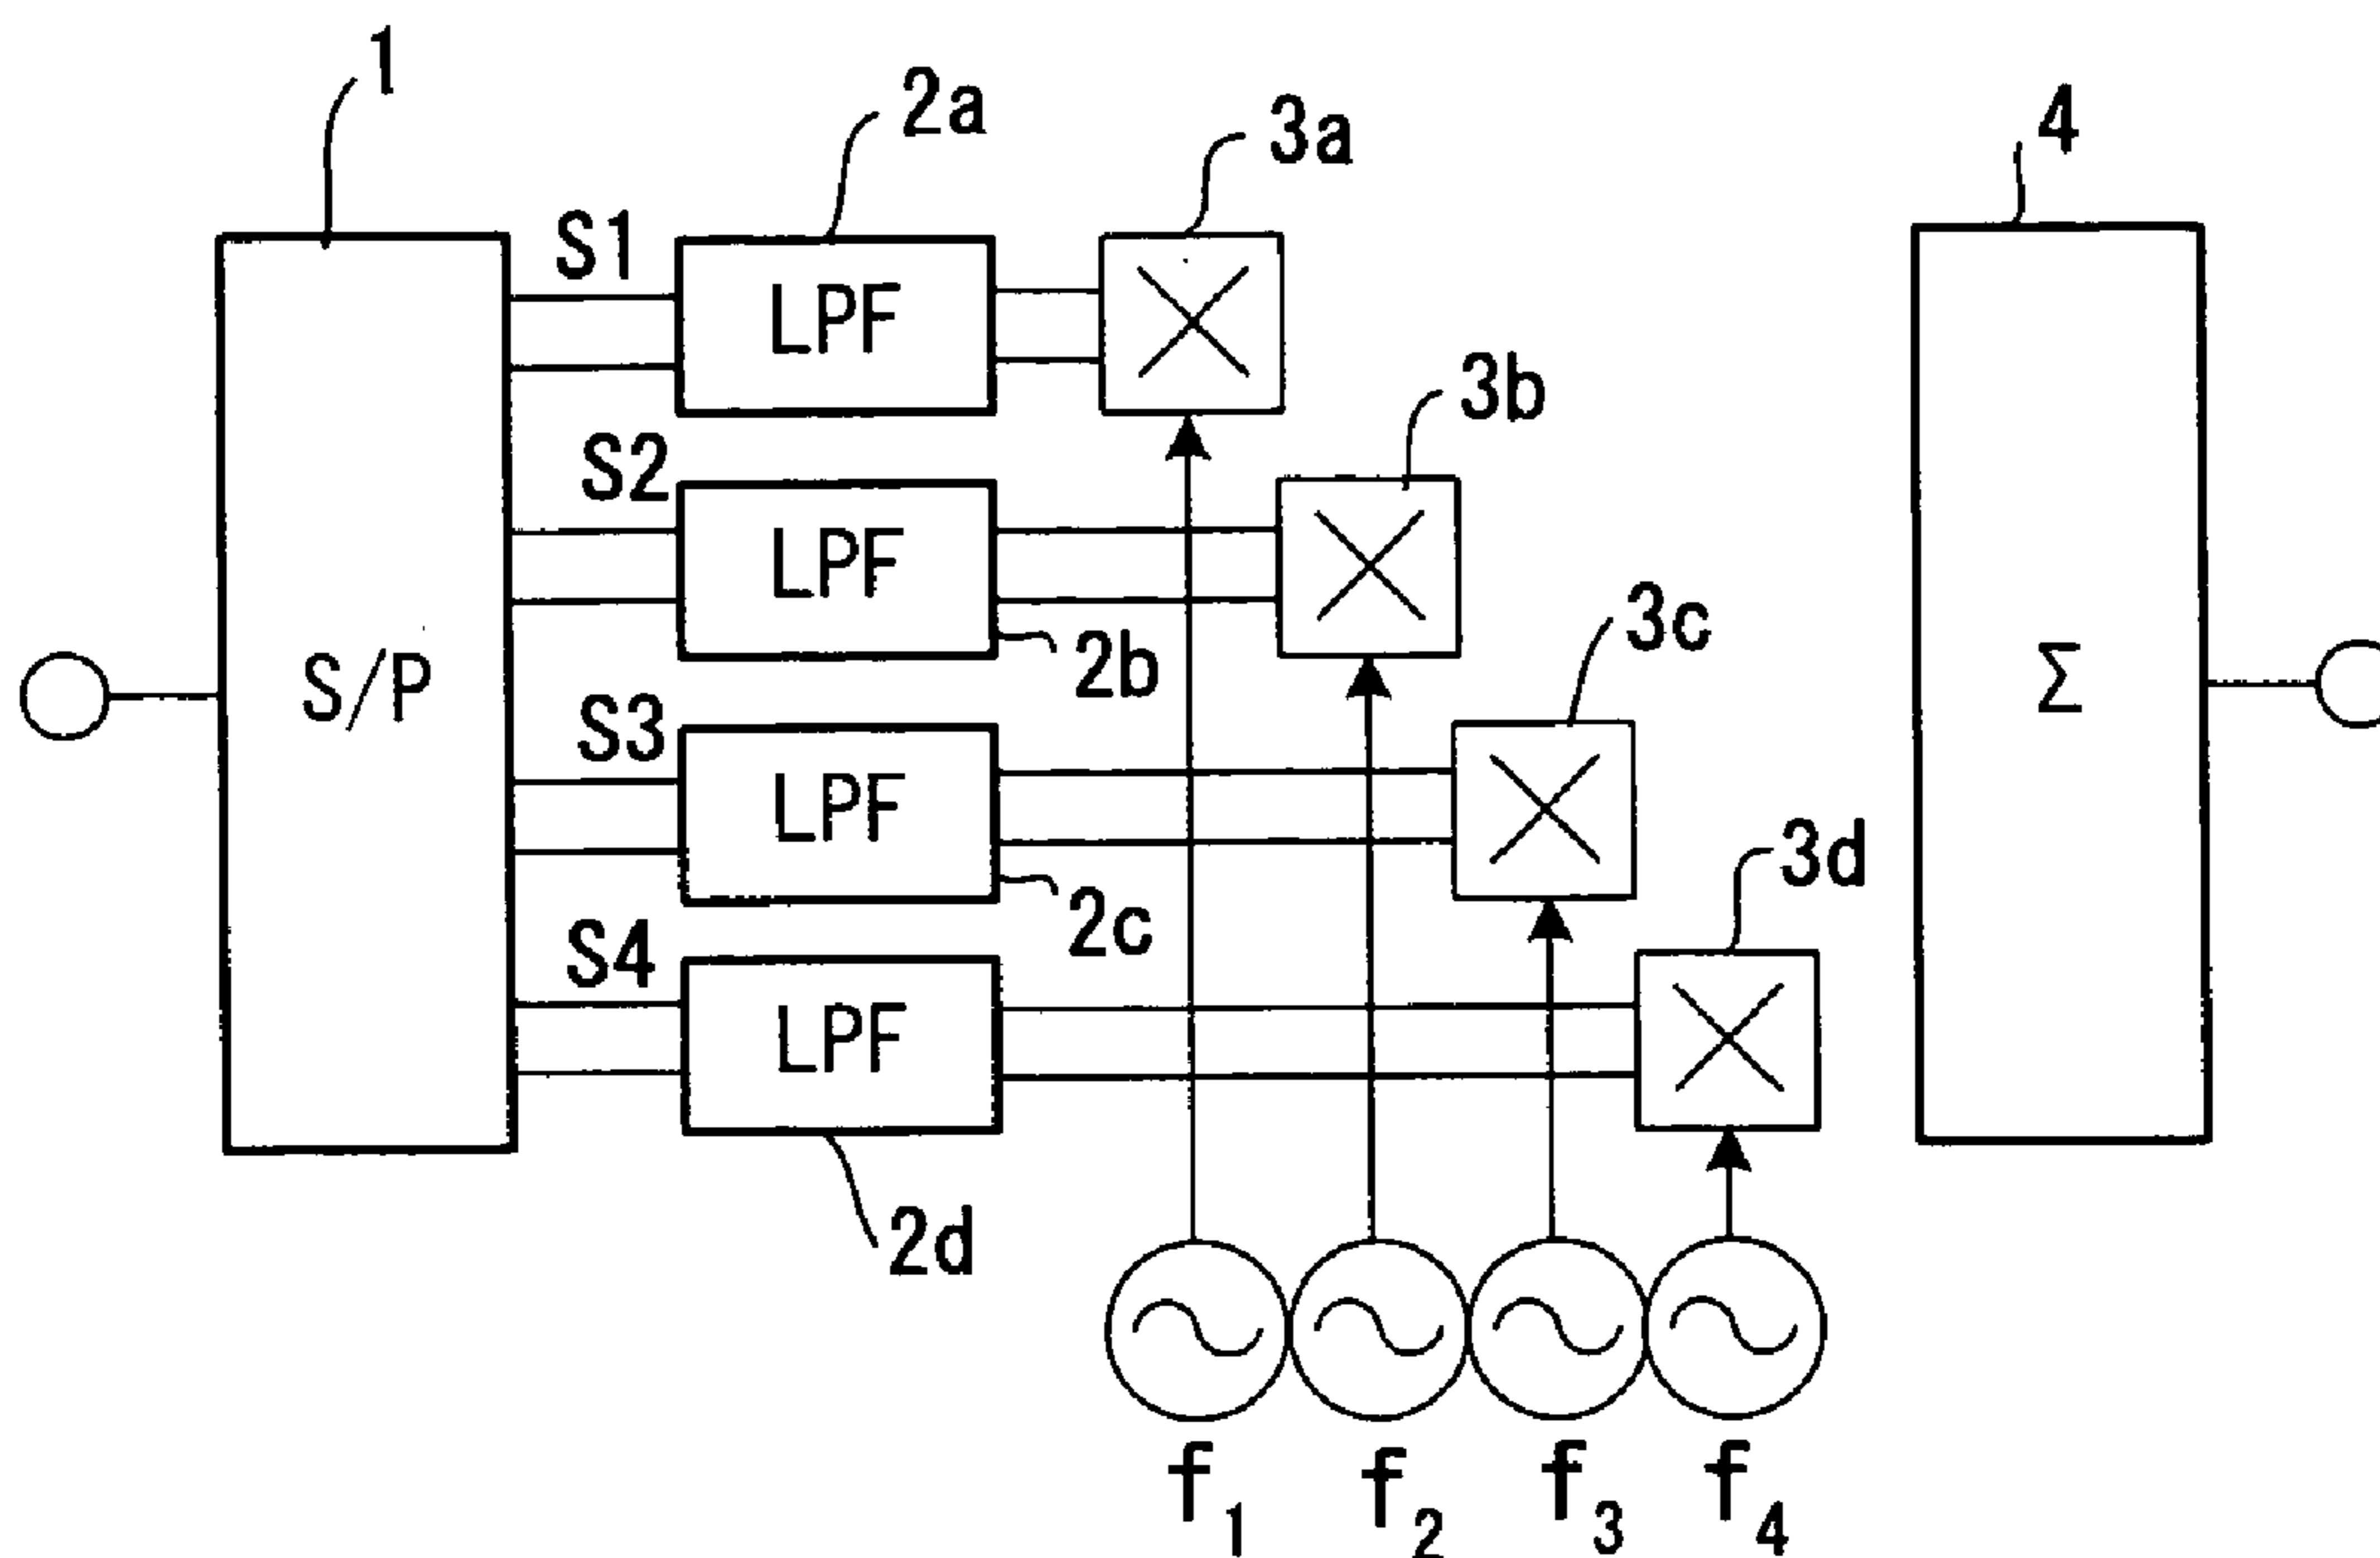 1
2a
3a
4
S1
LPF
3b
S2
LPF
2b
3c
S/P
Σ
S3
LPF
2c
3d
S4
LPF
2d
f1
f2
f3
f4